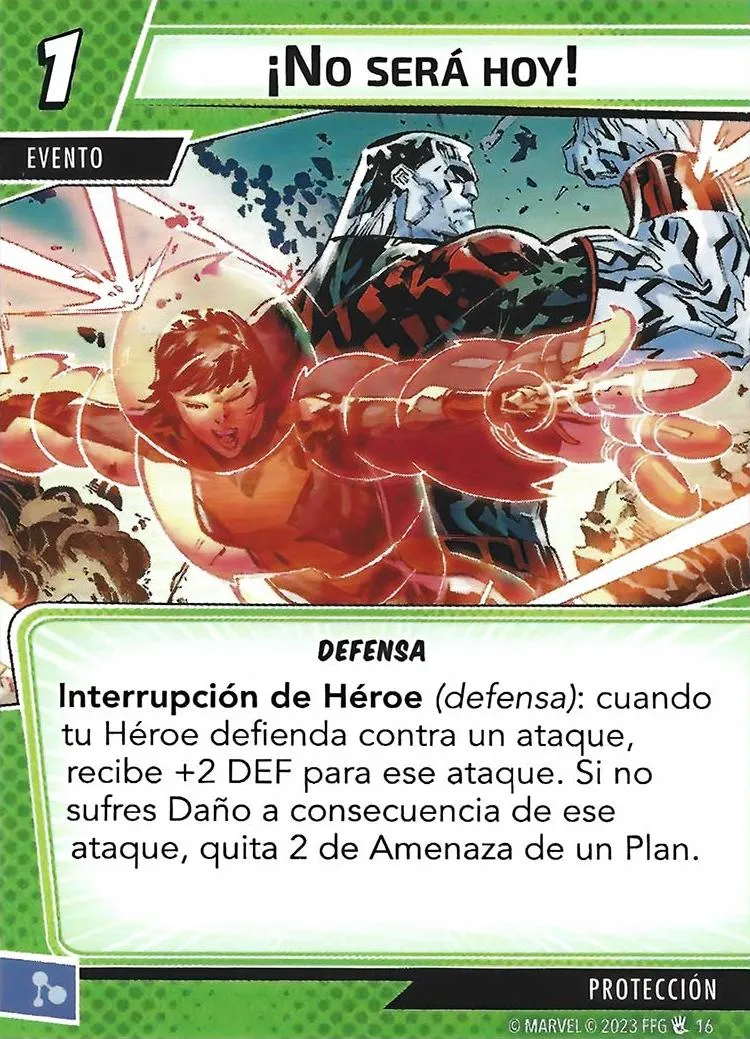 1
¡No será hoy!
EVENTO
DEFENSA
Interrupción de Héroe (defensa): cuando
tu Héroe defienda contra un ataque,
recibe +2 DEF para ese ataque. Si no
sufres Daño a consecuencia de ese
ataque, quita 2 de Amenaza de un Plan.
PROTECCIÓN
© MARVEL © 2023 FFG 16